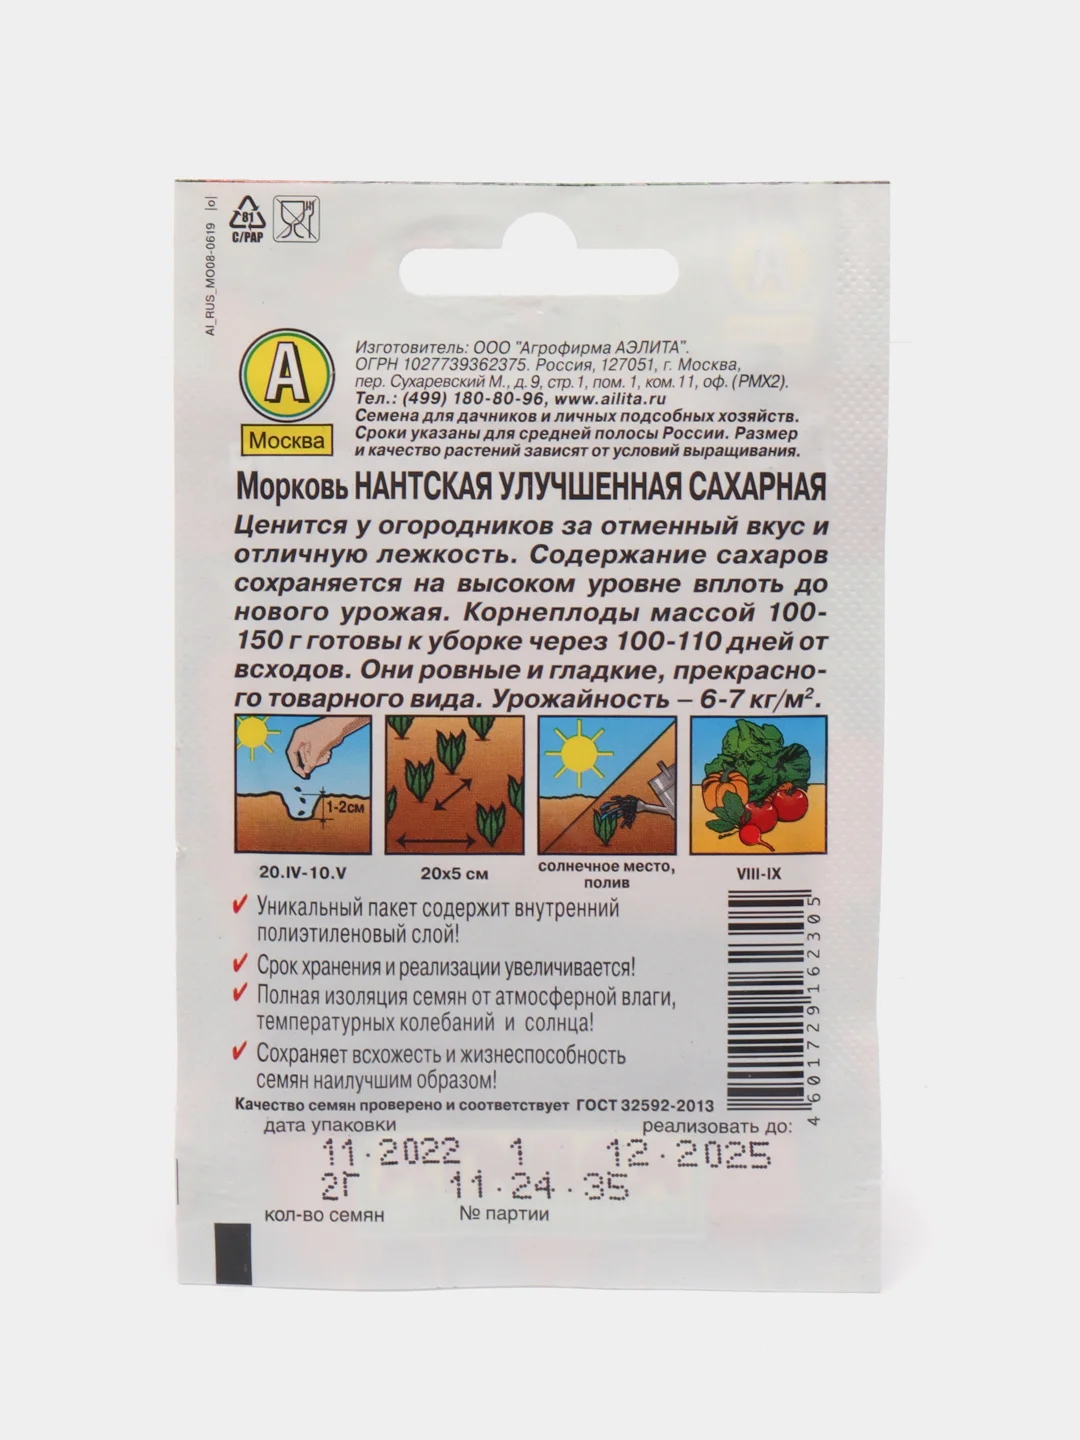 81
C/PAP
AI_RUS_MO08-0619 |o|
А
Москва
Изготовитель: ООО "Агрофирма АЭЛИТА".
ОГРН 1027739362375. Россия, 127051, г. Москва,
пер. Сухаревский М., д. 9, стр. 1, пом. 1, ком. 11, оф. (РМХ2).
Тел.: (499) 180-80-96, www.ailita.ru
Семена для дачников и личных подсобных хозяйств.
Сроки указаны для средней полосы России. Размер
и качество растений зависят от условий выращивания.
Морковь НАНТСКАЯ УЛУЧШЕННАЯ САХАРНАЯ
Ценится у огородников за отменный вкус и
отличную лежкость. Содержание сахаров
сохраняется на высоком уровне вплоть до
нового урожая. Корнеплоды массой 100-
150 г готовы к уборке через 100-110 дней от
всходов. Они ровные и гладкие, прекрасно-
го товарного вида. Урожайность – 6-7 кг/м².
1-2см
20.IV-10.V
20х5 см
солнечное место,
полив
VIII-IX
Уникальный пакет содержит внутренний
полиэтиленовый слой!
Срок хранения и реализации увеличивается!
Полная изоляция семян от атмосферной влаги,
температурных колебаний и солнца!
Сохраняет всхожесть и жизнеспособность
семян наилучшим образом!
4601729162305
Качество семян проверено и соответствует ГОСТ 32592-2013
дата упаковки реализовать до:
11.2022 1 12.2025
2г 11.24.35
кол-во семян № партии